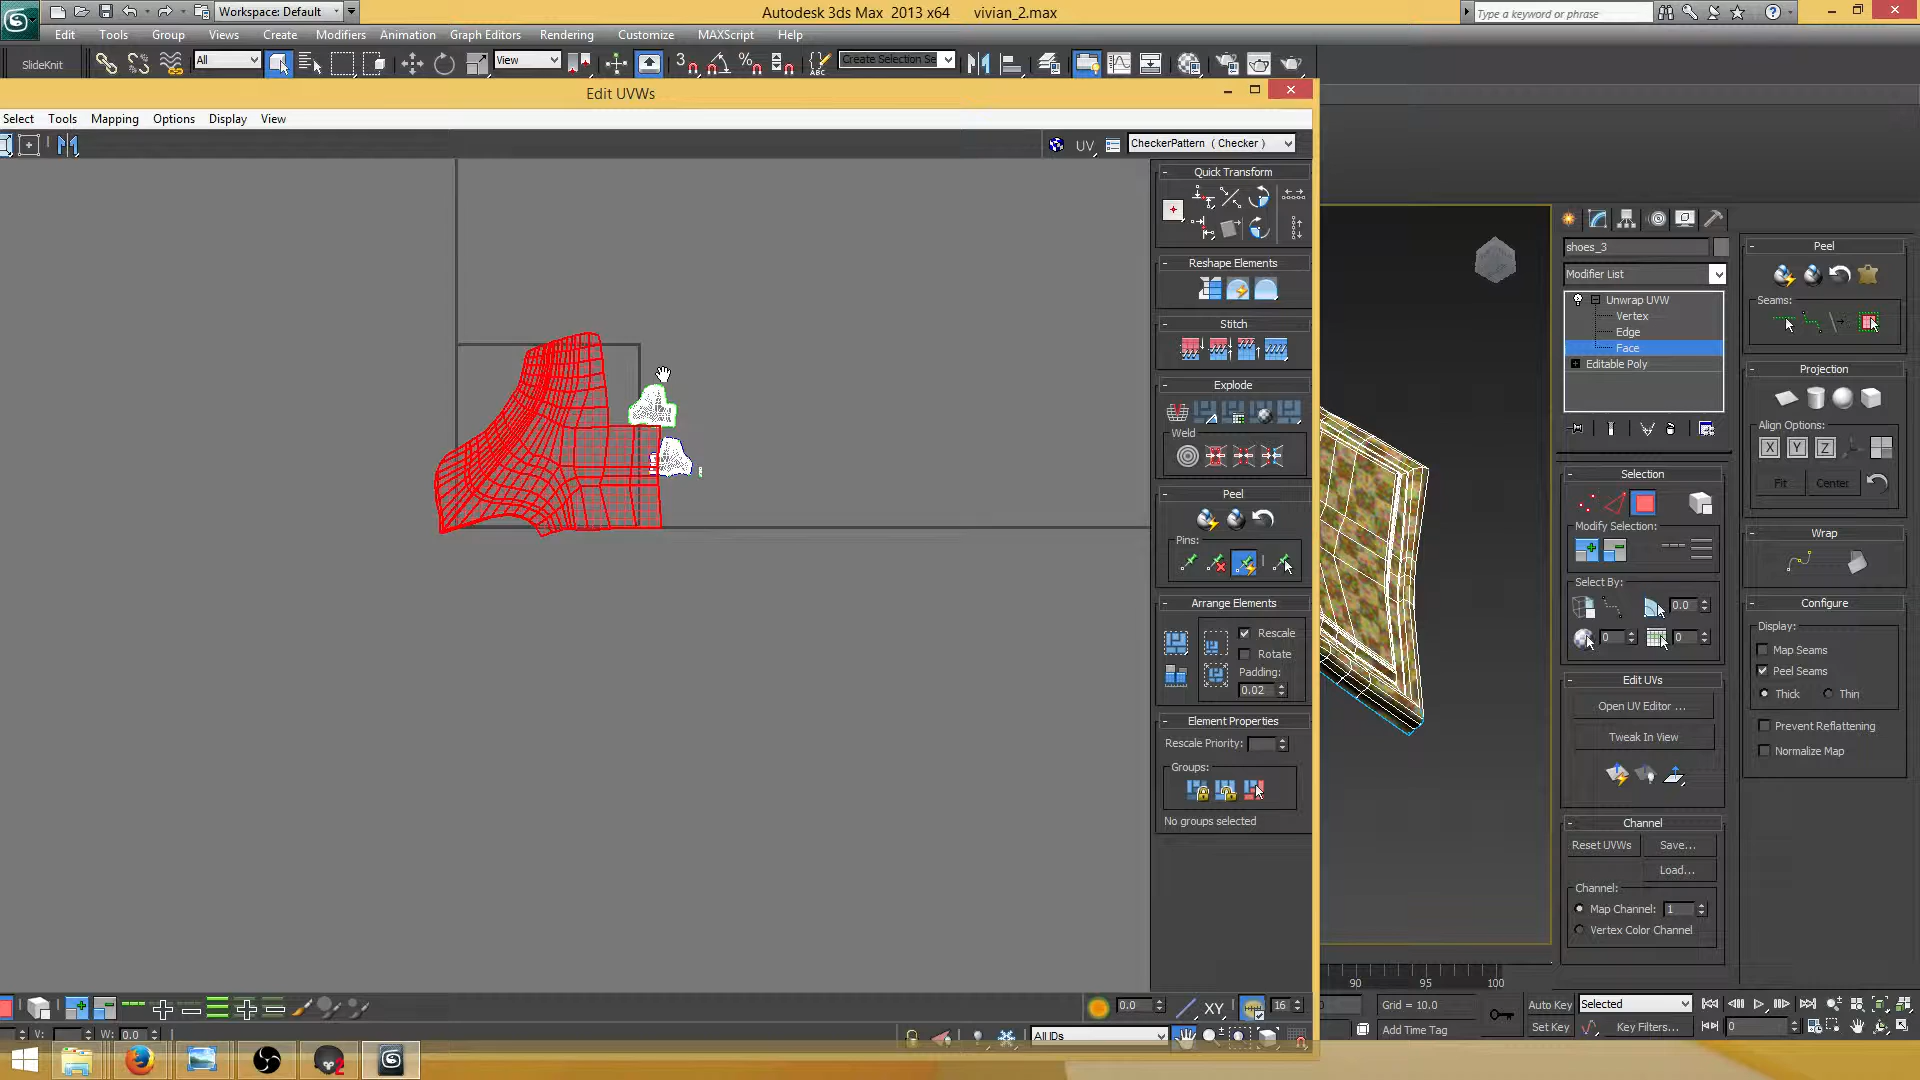 Workspace: Default
Autodesk 3ds Max 2013 x64 vivian_2.max
Type a keyword or phrase
Edit Tools Group Views Create Modifiers Animation Graph Editors Rendering Customize MAXScript Help
SlideKnit
All
View
3
Create Selection Se
Edit UVWs
Select Tools Mapping Options Display View
UV
CheckerPattern ( Checker )
Quick Transform
Reshape Elements
Stitch
Explode
Weld
Peel
Pins:
Arrange Elements
Rescale
Rotate
Padding:
0.02
Element Properties
Rescale Priority:
Groups:
No groups selected
shoes_3
Modifier List
Unwrap UVW
Vertex
Edge
Face
Editable Poly
Selection
Modify Selection:
Select By:
0.0
0
0
Edit UVs
Open UV Editor ...
Tweak In View
Channel
Reset UVWs
Save...
Load...
Channel:
Map Channel: 1
Vertex Color Channel
Peel
Seams:
Projection
Align Options:
X Y Z
Fit Center
Wrap
Configure
Display:
Map Seams
Peel Seams
Thick Thin
Prevent Reflattening
Normalize Map
90 95 100
0.0
XY
16
V: W: 0.0
All IDs
Grid = 10.0
Add Time Tag
Auto Key
Selected
Set Key
Key Filters...
0